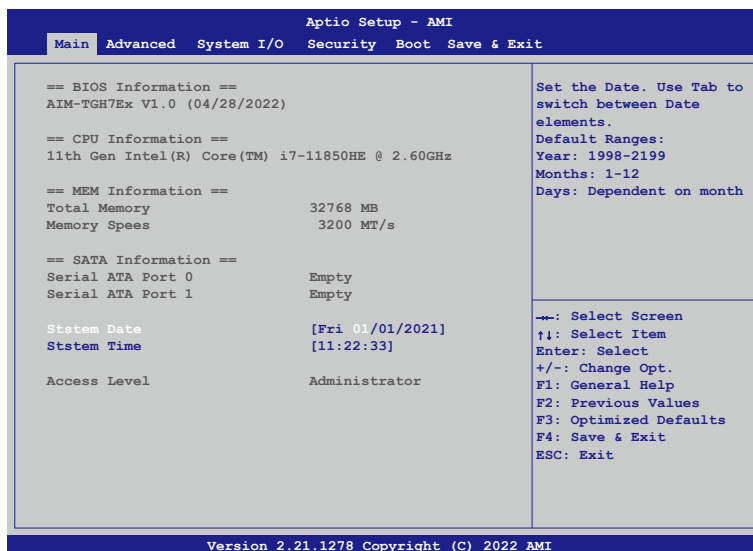 Aptio Setup - AMI
Main Advanced System I/O Security Boot Save & Exit
== BIOS Information ==
AIM-TGH7Ex V1.0 (04/28/2022)
== CPU Information ==
11th Gen Intel(R) Core(TM) i7-11850HE @ 2.60GHz
== MEM Information ==
Total Memory 32768 MB
Memory Spees 3200 MT/s
== SATA Information ==
Serial ATA Port 0 Empty
Serial ATA Port 1 Empty
Ststem Date [Fri 01/01/2021]
Ststem Time [11:22:33]
Access Level Administrator
Set the Date. Use Tab to
switch between Date
elements.
Default Ranges:
Year: 1998-2199
Months: 1-12
Days: Dependent on month
→←: Select Screen
↑↓: Select Item
Enter: Select
+/-: Change Opt.
F1: General Help
F2: Previous Values
F3: Optimized Defaults
F4: Save & Exit
ESC: Exit
Version 2.21.1278 Copyright (C) 2022 AMI